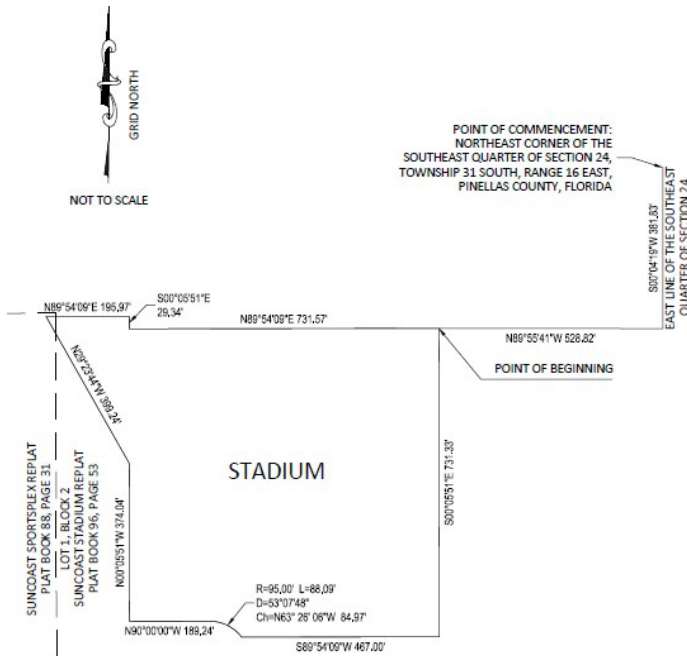 GRID NORTH
NOT TO SCALE
POINT OF COMMENCEMENT:
NORTHEAST CORNER OF THE
SOUTHEAST QUARTER OF SECTION 24,
TOWNSHIP 31 SOUTH, RANGE 16 EAST,
PINELLAS COUNTY, FLORIDA
S00°04'19"W 381.83'
EAST LINE OF THE SOUTHEAST
QUARTER OF SECTION 24
N89°54'09"E 195.97'
S00°05'51"E
29.34'
N89°54'09"E 731.57'
N89°55'41"W 528.82'
POINT OF BEGINNING
N29°23'44"W 399.24'
STADIUM
S00°05'51"E 731.33'
SUNCOAST SPORTSPLEX REPLAT
PLAT BOOK 88, PAGE 31
LOT 1, BLOCK 2
SUNCOAST STADIUM REPLAT
PLAT BOOK 96, PAGE 53
N00°05'51"W 374.04'
R=95.00' L=88.09'
D=53°07'48"
Ch=N63° 26' 06"W 84.97'
N90°00'00"W 189.24'
S89°54'09"W 467.00'